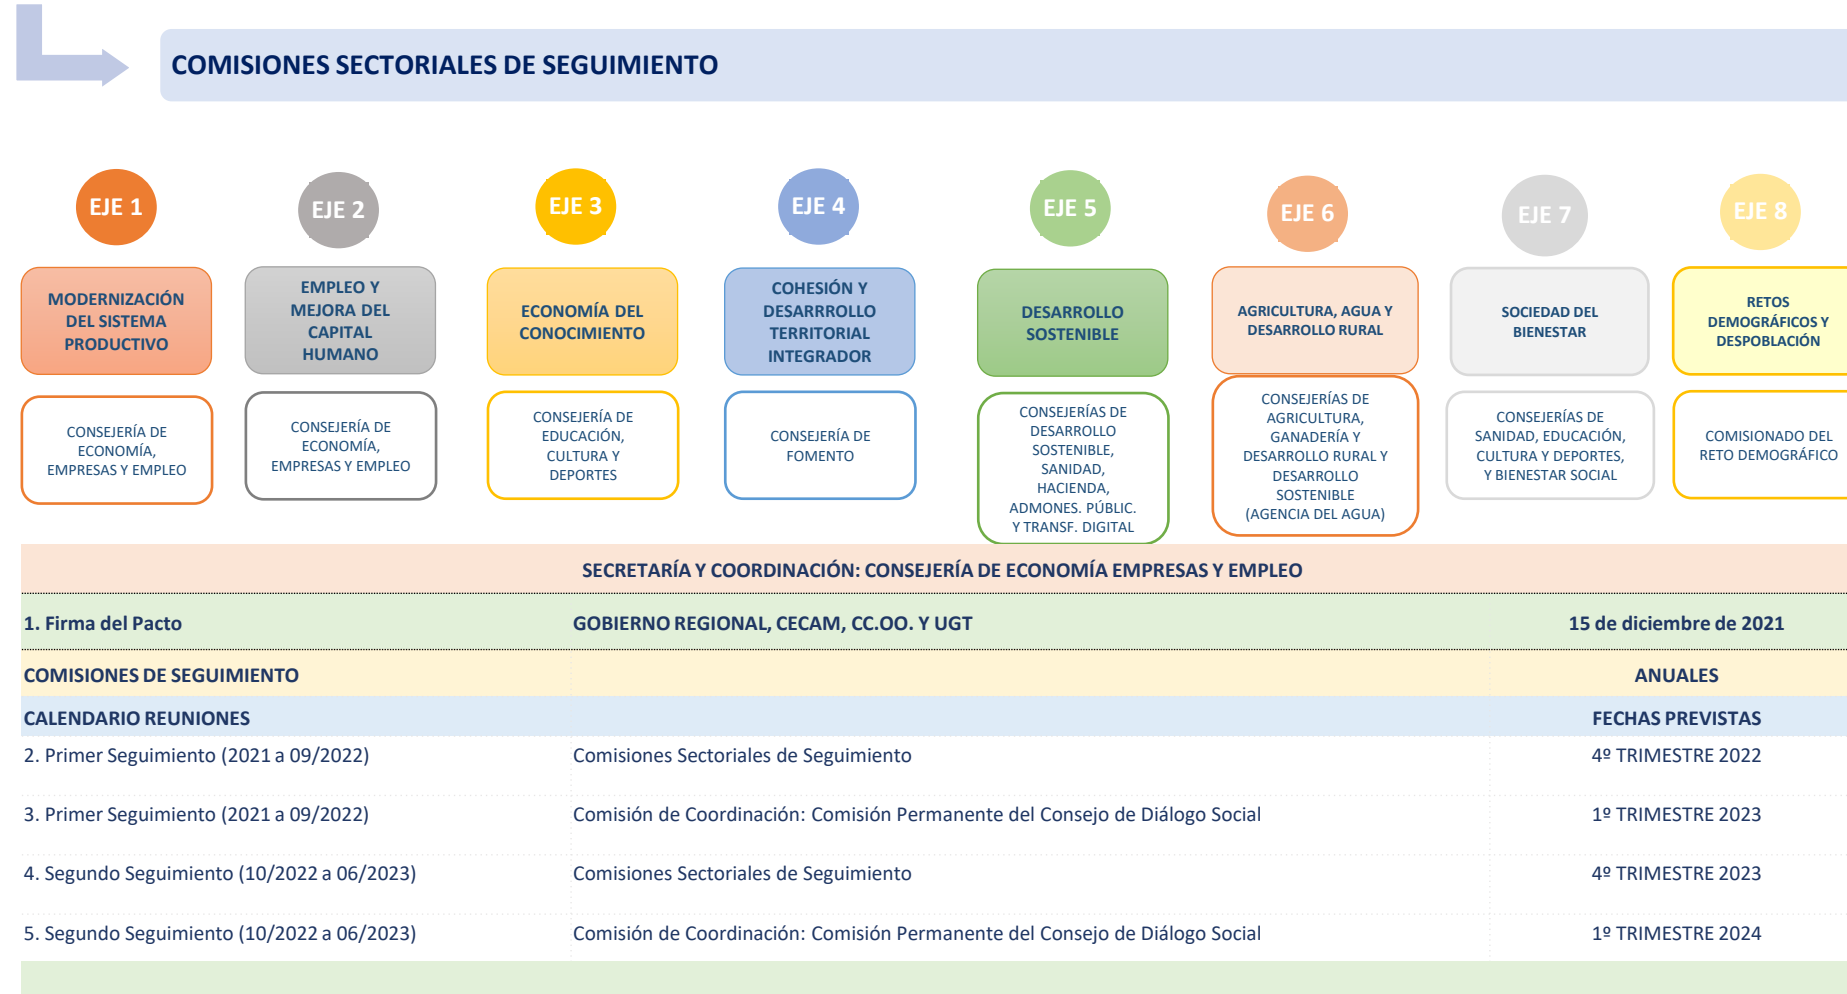 COMISIONES SECTORIALES DE SEGUIMIENTO
EJE 1
EJE 2
EJE 3
EJE 4
EJE 5
EJE 6
EJE 7
EJE 8
MODERNIZACIÓN
DEL SISTEMA
PRODUCTIVO
EMPLEO Y
MEJORA DEL
CAPITAL
HUMANO
ECONOMÍA DEL
CONOCIMIENTO
COHESIÓN Y
DESARRROLLO
TERRITORIAL
INTEGRADOR
DESARROLLO
SOSTENIBLE
AGRICULTURA, AGUA Y
DESARROLLO RURAL
SOCIEDAD DEL
BIENESTAR
RETOS
DEMOGRÁFICOS Y
DESPOBLACIÓN
CONSEJERÍA DE
ECONOMÍA,
EMPRESAS Y EMPLEO
CONSEJERÍA DE
ECONOMÍA,
EMPRESAS Y EMPLEO
CONSEJERÍA DE
EDUCACIÓN,
CULTURA Y
DEPORTES
CONSEJERÍA DE
FOMENTO
CONSEJERÍAS DE
DESARROLLO
SOSTENIBLE,
SANIDAD,
HACIENDA,
ADMONES. PÚBLIC.
Y TRANSF. DIGITAL
CONSEJERÍAS DE
AGRICULTURA,
GANADERÍA Y
DESARROLLO RURAL Y
DESARROLLO
SOSTENIBLE
(AGENCIA DEL AGUA)
CONSEJERÍAS DE
SANIDAD, EDUCACIÓN,
CULTURA Y DEPORTES,
Y BIENESTAR SOCIAL
COMISIONADO DEL
RETO DEMOGRÁFICO
SECRETARÍA Y COORDINACIÓN: CONSEJERÍA DE ECONOMÍA EMPRESAS Y EMPLEO
1. Firma del Pacto GOBIERNO REGIONAL, CECAM, CC.OO. Y UGT 15 de diciembre de 2021
COMISIONES DE SEGUIMIENTO ANUALES
CALENDARIO REUNIONES FECHAS PREVISTAS
2. Primer Seguimiento (2021 a 09/2022) Comisiones Sectoriales de Seguimiento 4º TRIMESTRE 2022
3. Primer Seguimiento (2021 a 09/2022) Comisión de Coordinación: Comisión Permanente del Consejo de Diálogo Social 1º TRIMESTRE 2023
4. Segundo Seguimiento (10/2022 a 06/2023) Comisiones Sectoriales de Seguimiento 4º TRIMESTRE 2023
5. Segundo Seguimiento (10/2022 a 06/2023) Comisión de Coordinación: Comisión Permanente del Consejo de Diálogo Social 1º TRIMESTRE 2024